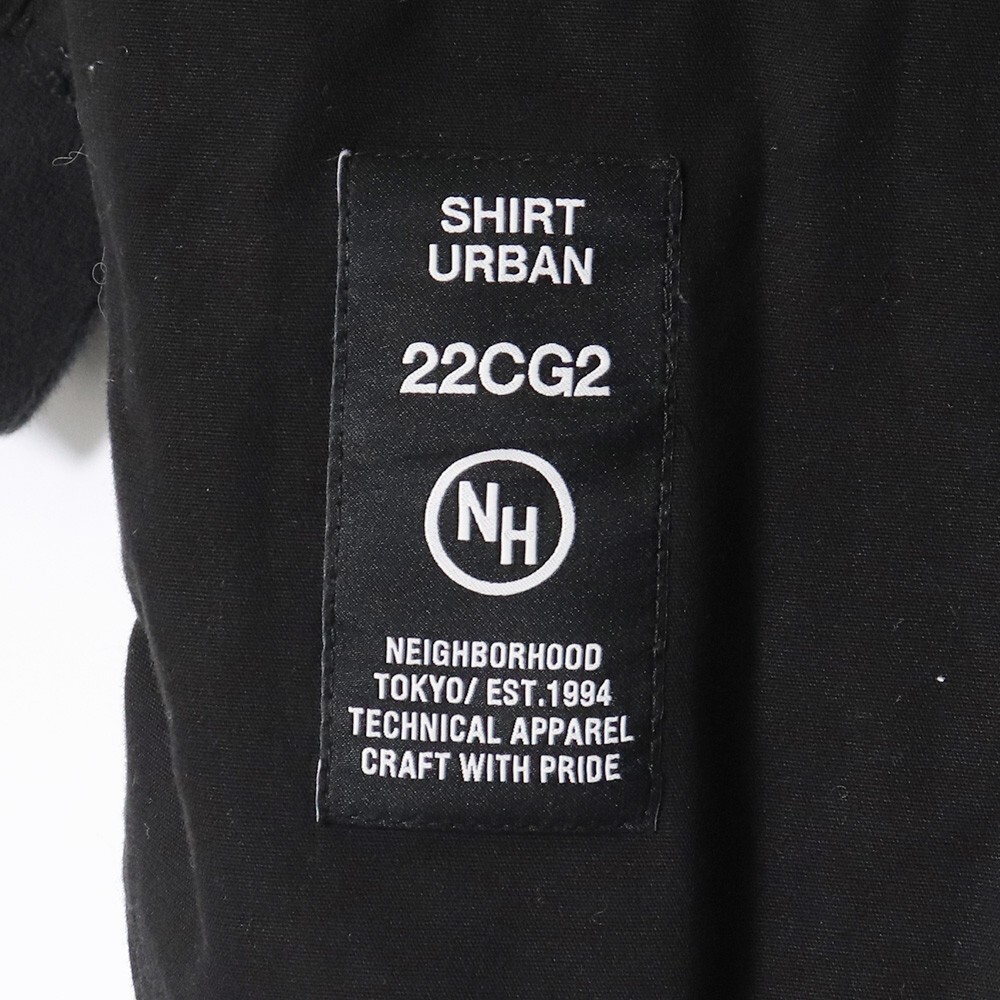 SHIRT
URBAN
22CG2
NH
NEIGHBORHOOD
TOKYO/ EST.1994
TECHNICAL APPAREL
CRAFT WITH PRIDE